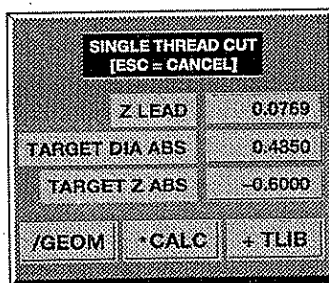 SINGLE THREAD CUT
[ESC = CANCEL]
Z LEAD 0.0769
TARGET DIA ABS 0.4350
TARGET Z ABS -0.6000
/GEOM *CALC + TLIB